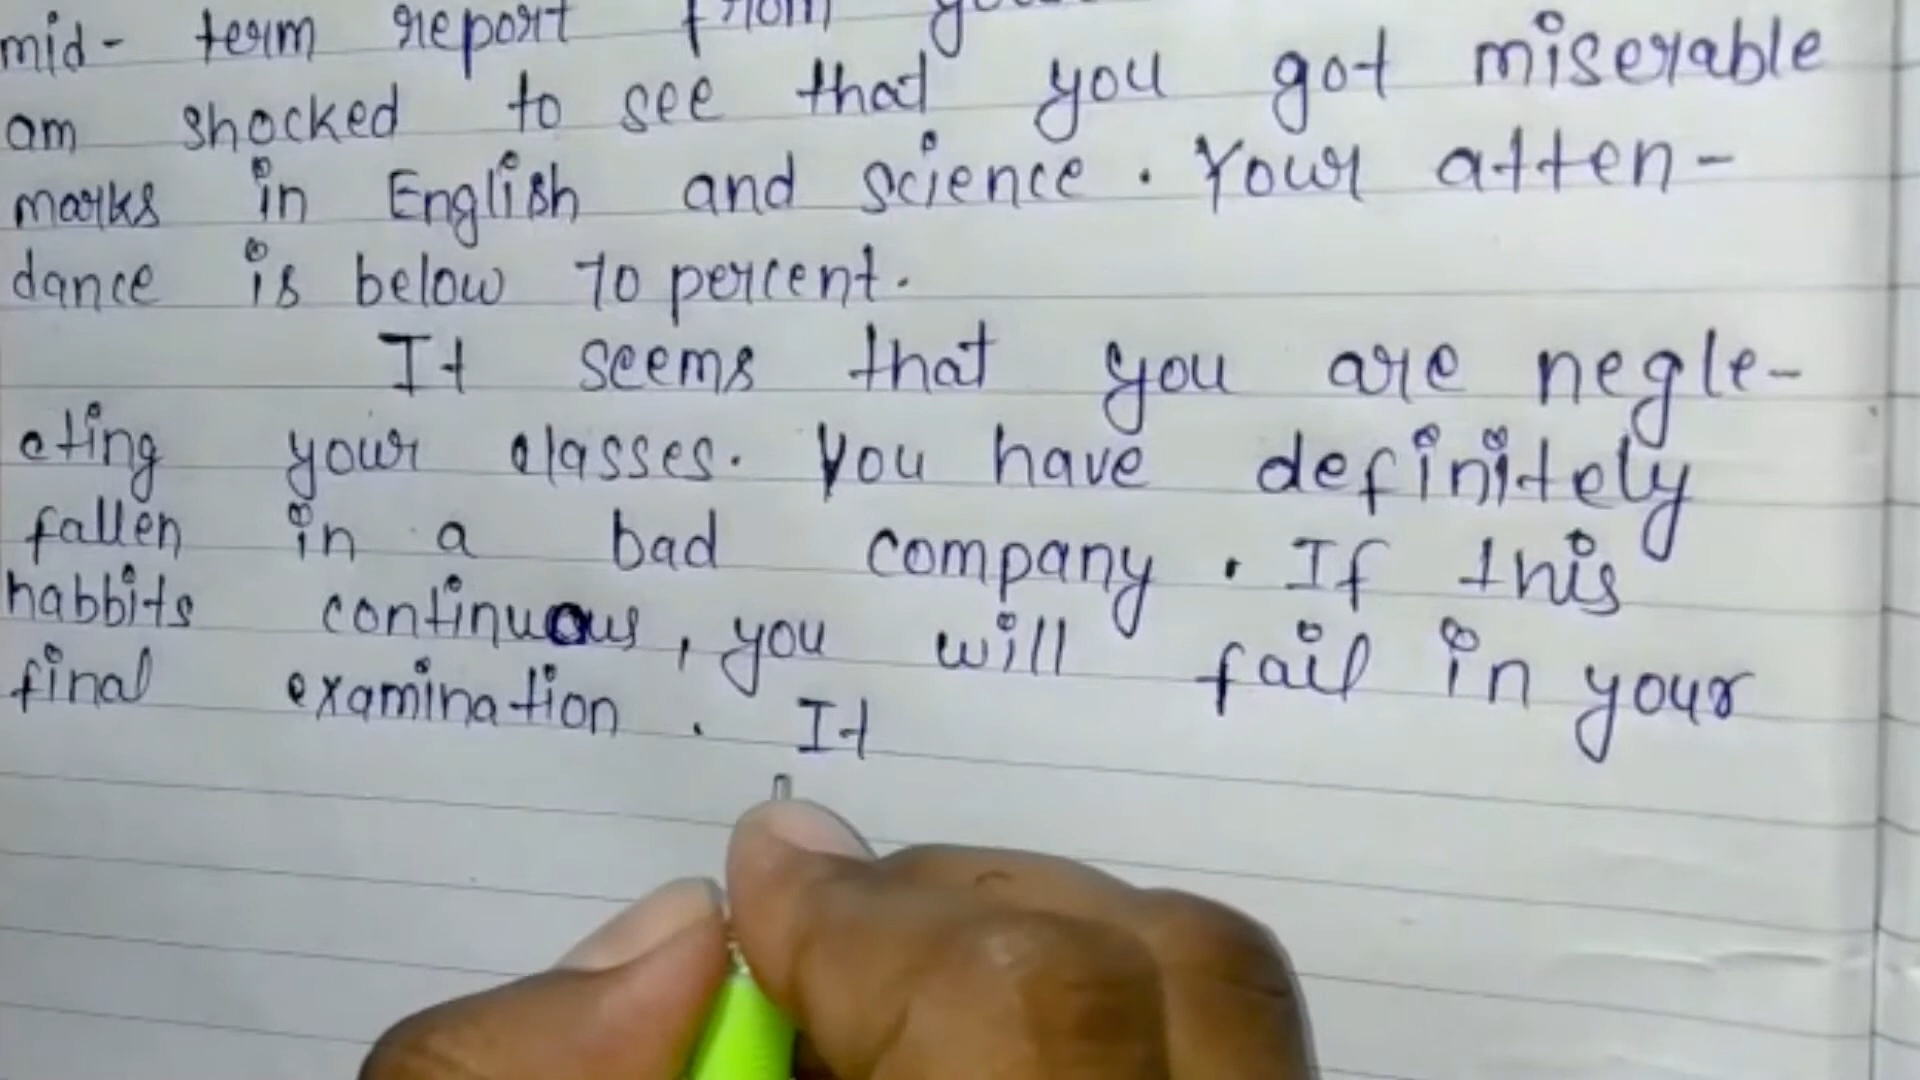 mid- term report from
am shocked to see that you got miserable
marks in English and science. Your atten-
dance is below 70 percent.
It seems that you are negle-
cting your classes. You have definitely
fallen in a bad company. If this
habbits continuous, you will fail in your
final examination. It